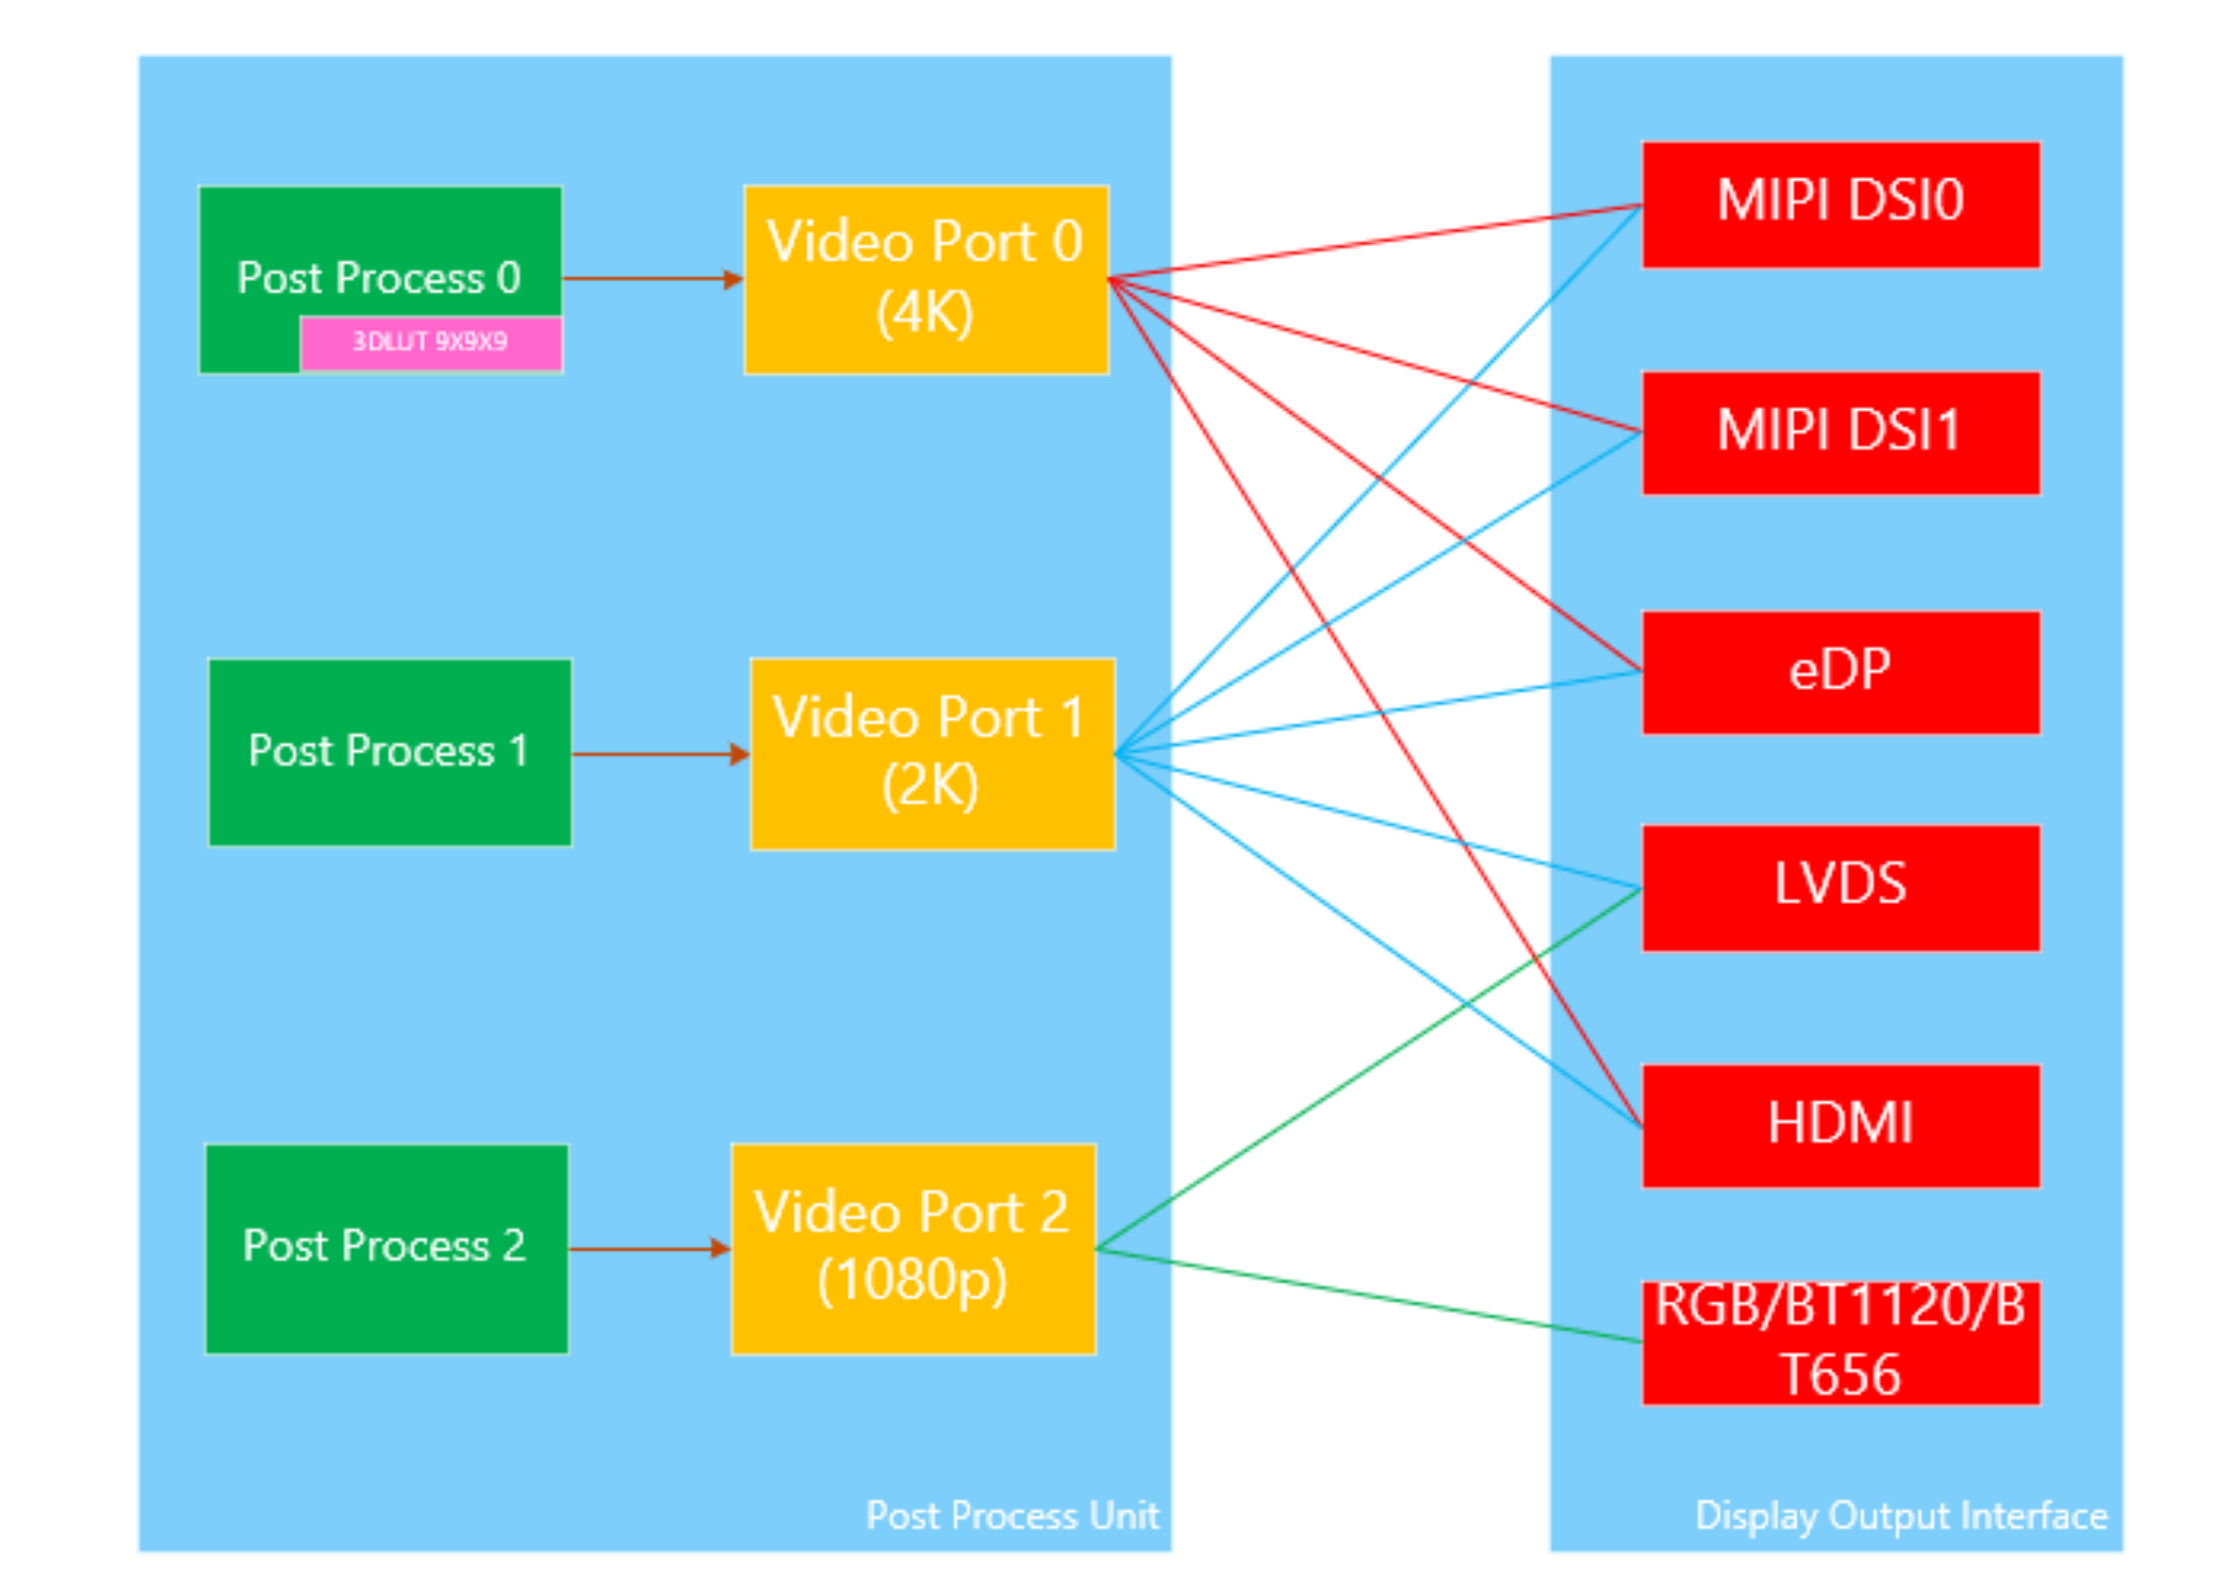 Post Process 0
3DLUT 9X9X9
Video Port 0
(4K)
Post Process 1
Video Port 1
(2K)
Post Process 2
Video Port 2
(1080p)
Post Process Unit
MIPI DSI0
MIPI DSI1
eDP
LVDS
HDMI
RGB/BT1120/B
T656
Display Output Interface